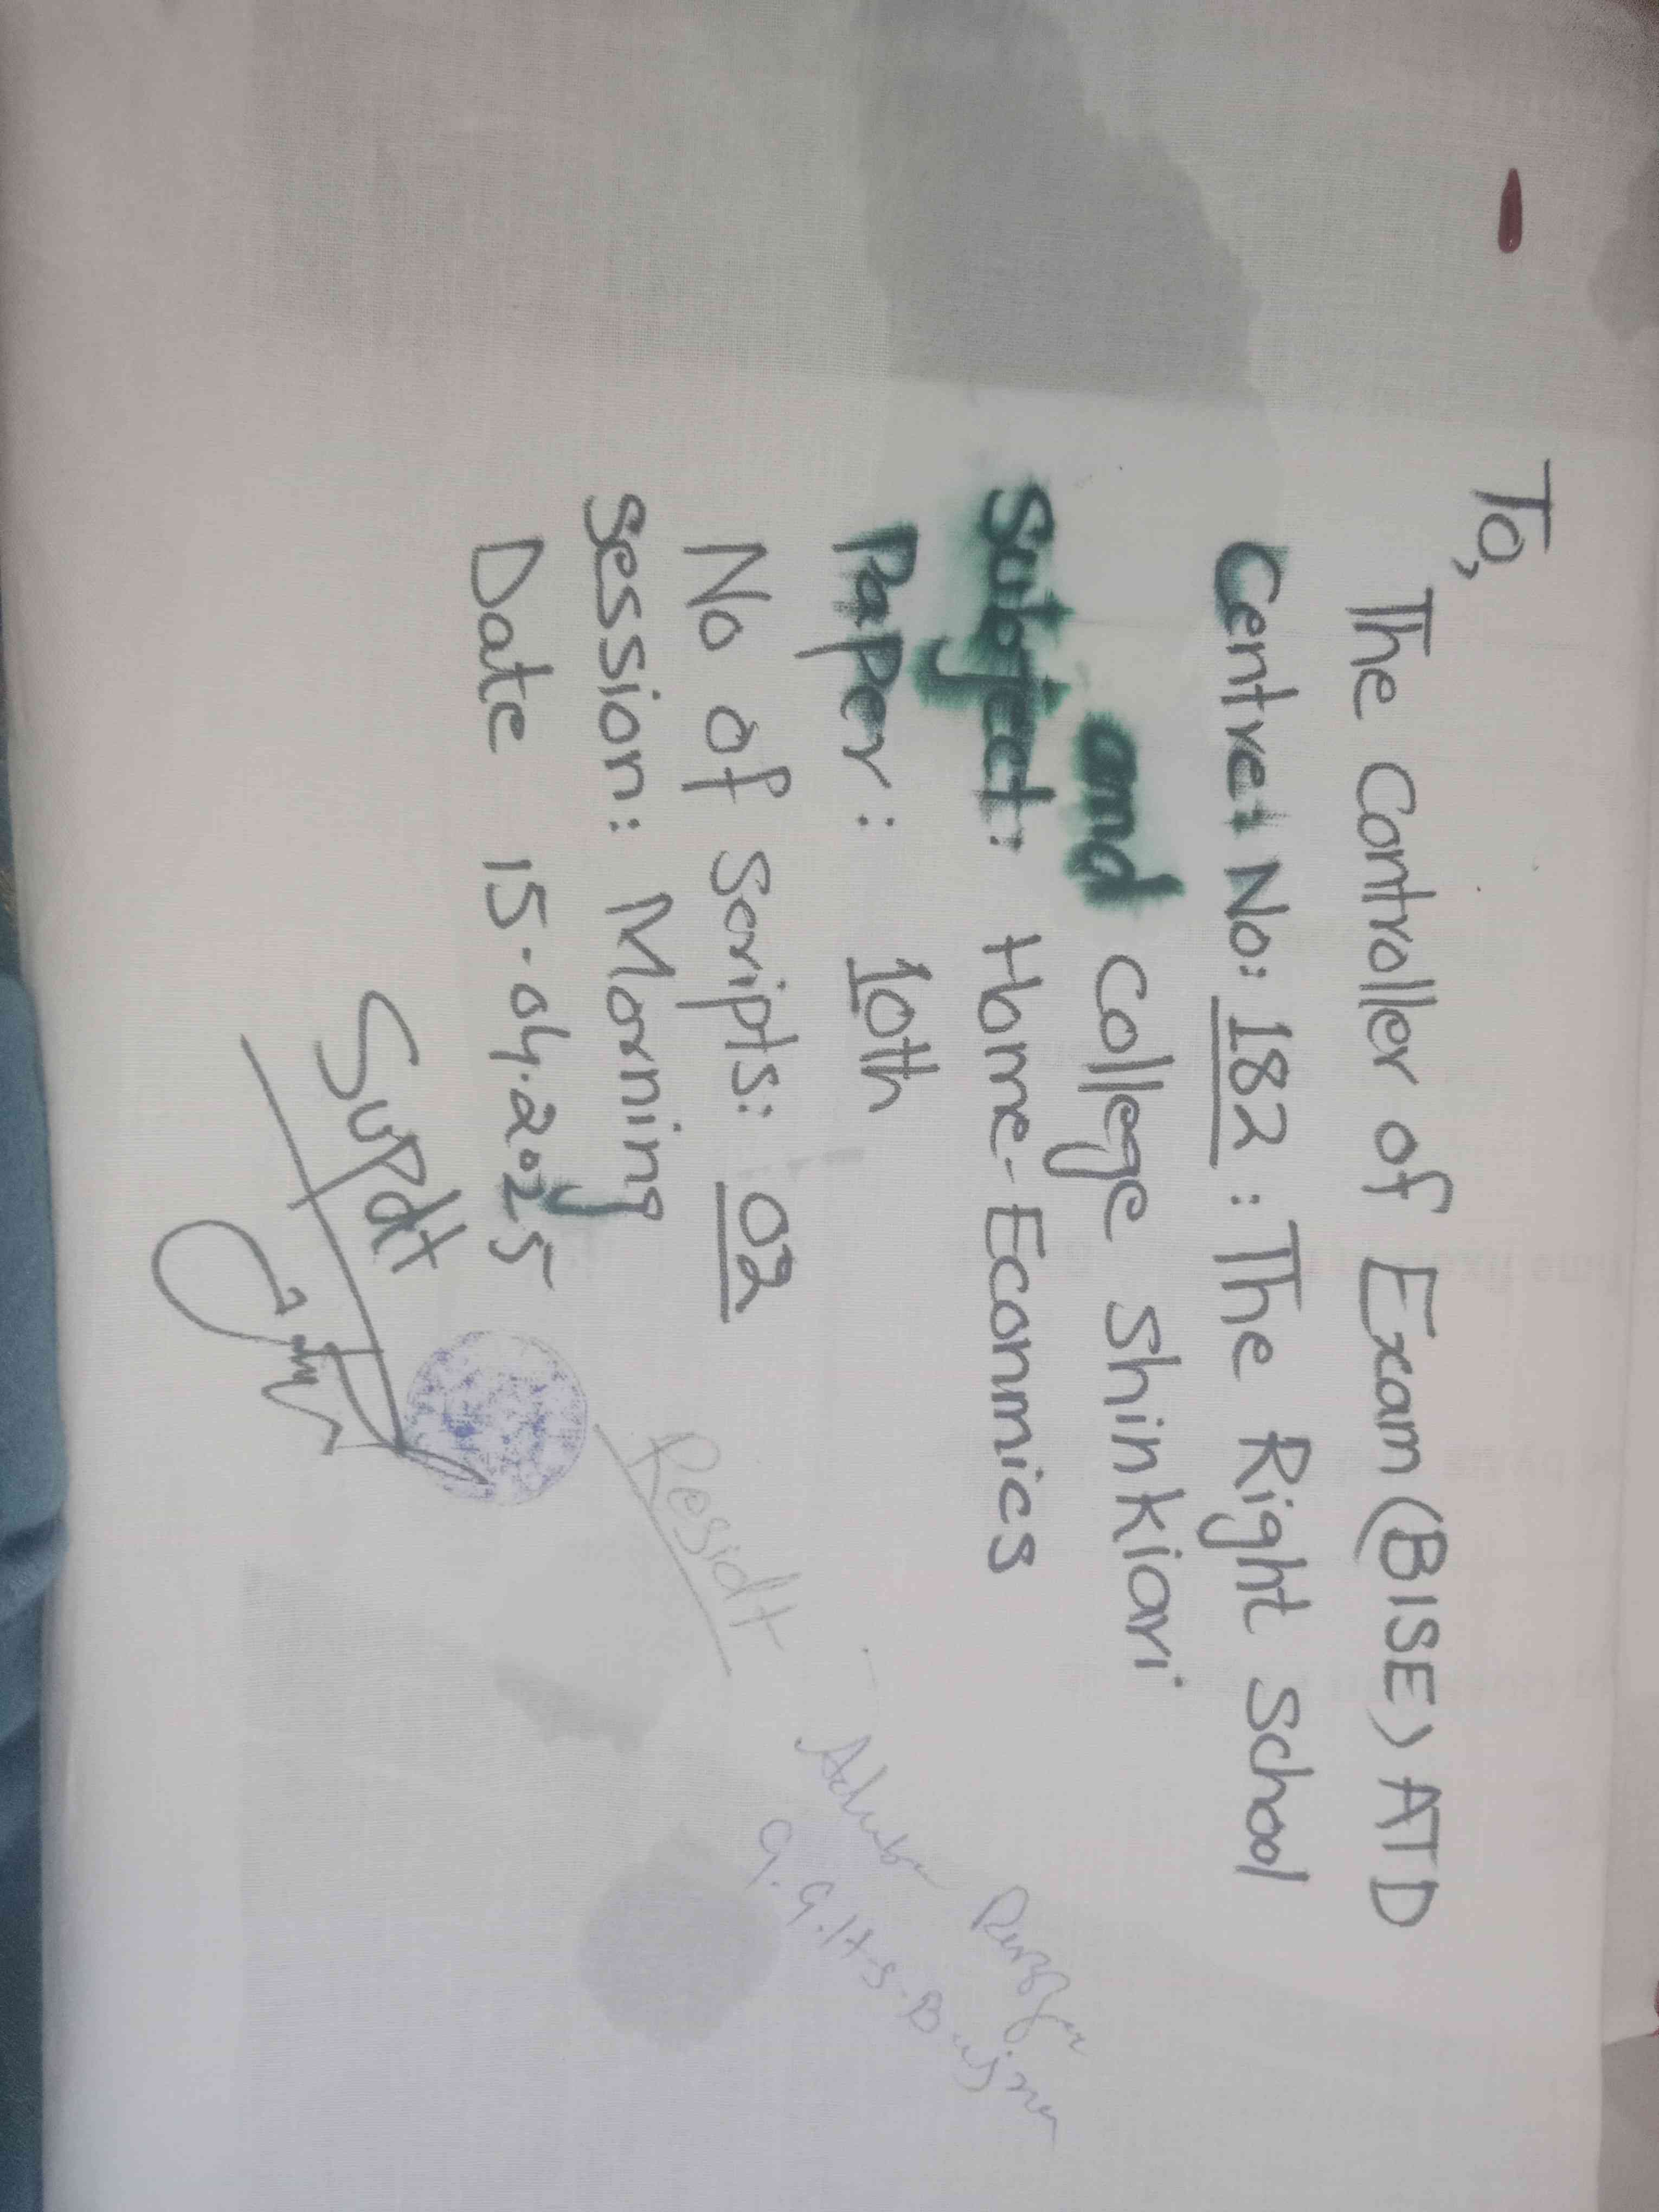 To,
The Controller of Exam (BISE) ATD
Centre: No: 182 : The Right School
and College Shinkiari
Subject: Home-Econmics
Paper: 10th
No of Scripts: 02
Session: Morning
Date 15-04-2025
Supdt
Residt
G.G.H.S.